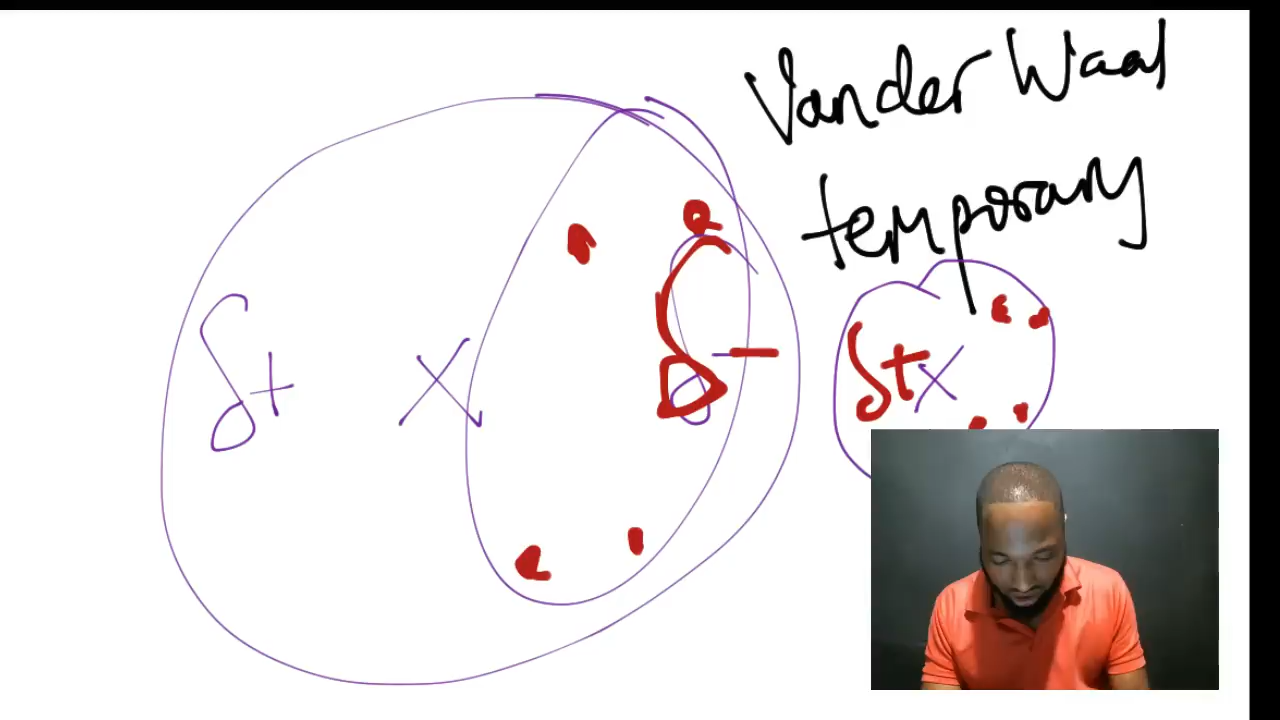 Vander Waal
temporary
δ+ X δ- δ+ X